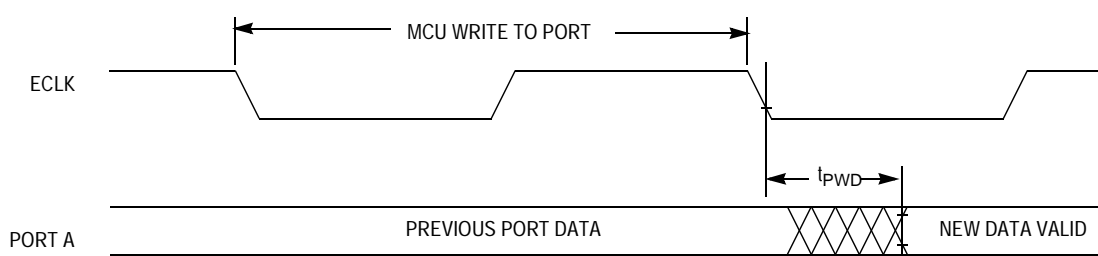 MCU WRITE TO PORT
ECLK
tPWD
PORT A
PREVIOUS PORT DATA
NEW DATA VALID